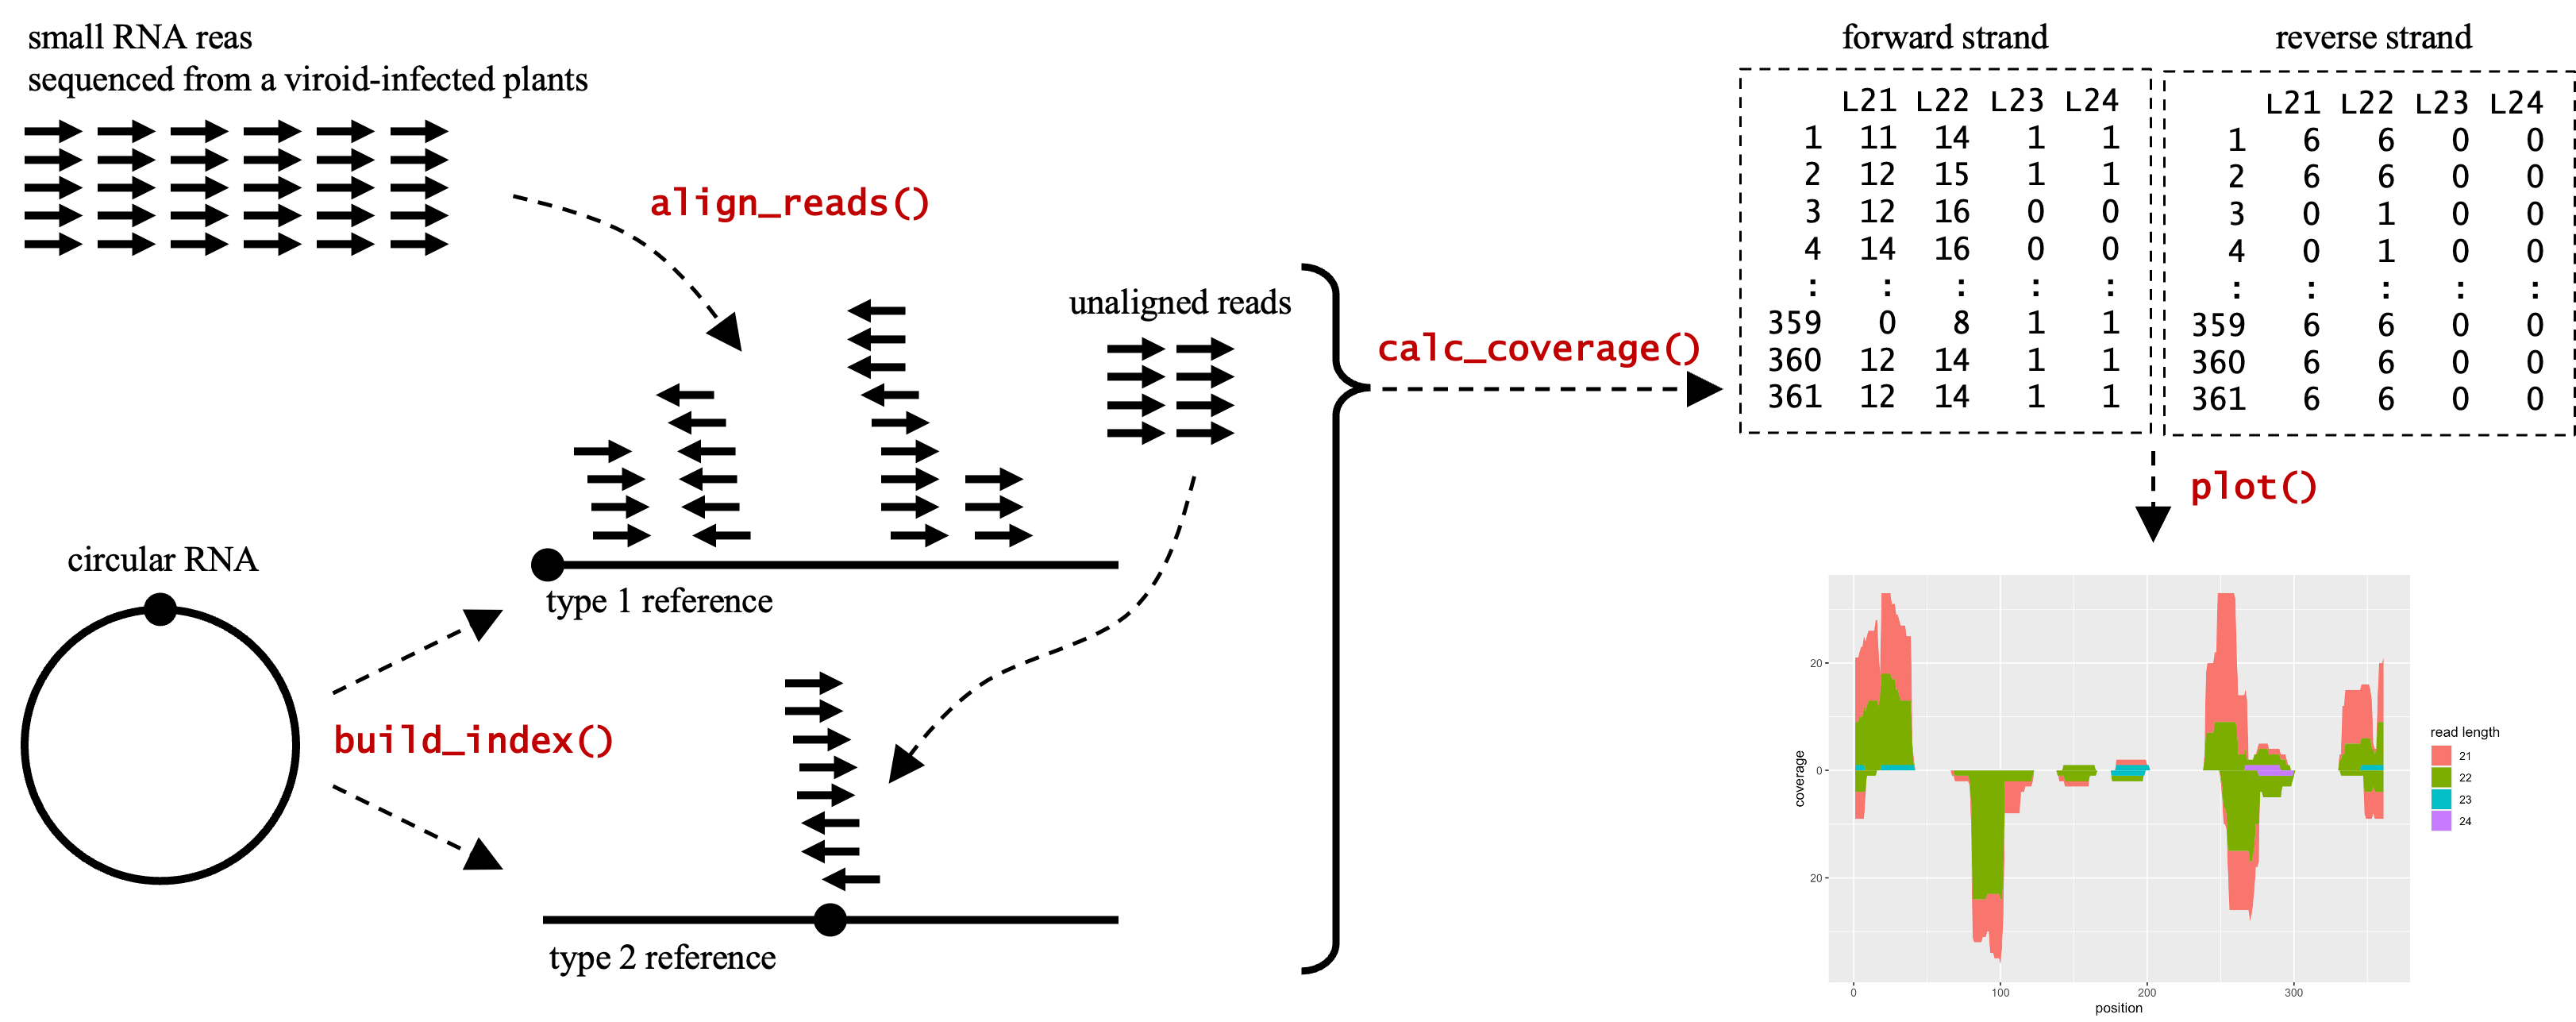 small RNA reas
sequenced from a viroid-infected plants
align_reads()
unaligned reads
circular RNA
build_index()
type 1 reference
type 2 reference
calc_coverage()
forward strand
L21 L22 L23 L24
1 11 14 1 1
2 12 15 1 1
3 12 16 0 0
4 14 16 0 0
: : : : :
359 0 8 1 1
360 12 14 1 1
361 12 14 1 1
reverse strand
L21 L22 L23 L24
1 6 6 0 0
2 6 6 0 0
3 0 1 0 0
4 0 1 0 0
: : : : :
359 6 6 0 0
360 6 6 0 0
361 6 6 0 0
plot()
coverage
20
0
20
0 100 200 300
position
read length
21
22
23
24